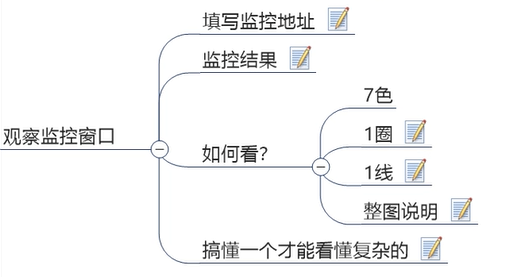 填写监控地址
监控结果
观察监控窗口
如何看？
7色
1圈
1线
整图说明
搞懂一个才能看懂复杂的